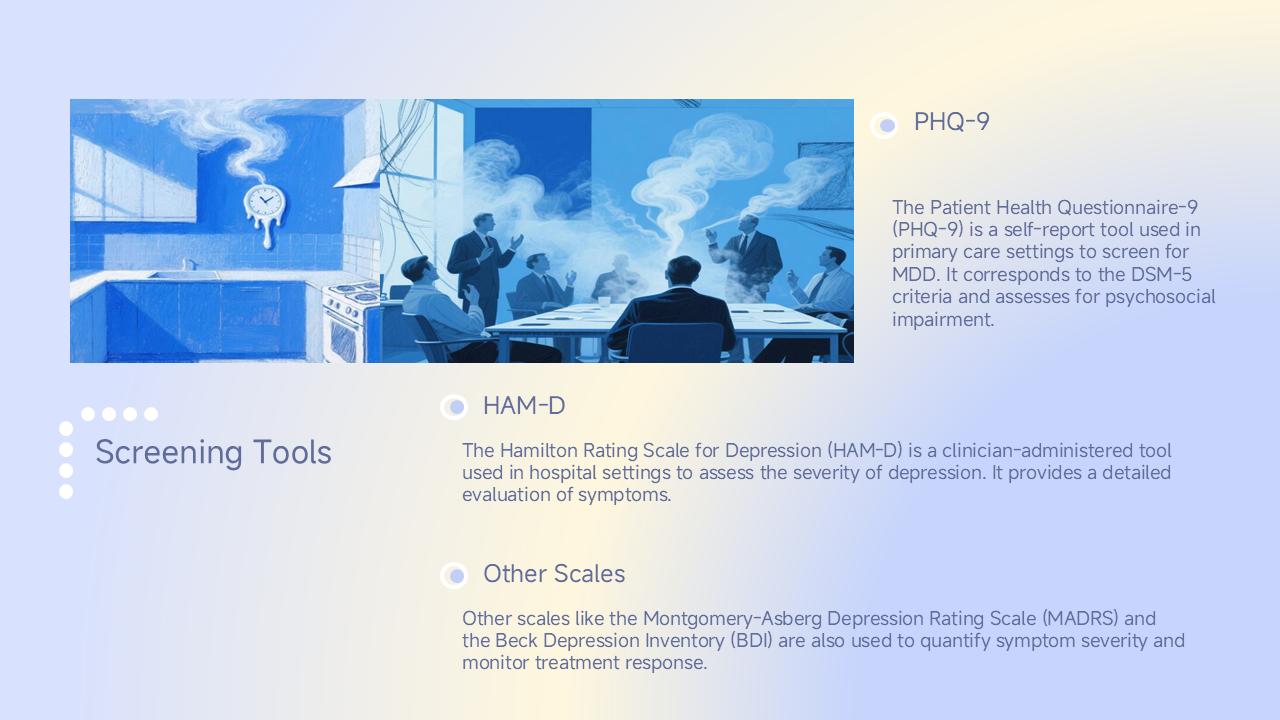 PHQ-9
The Patient Health Questionnaire-9
(PHQ-9) is a self-report tool used in
primary care settings to screen for
MDD. It corresponds to the DSM-5
criteria and assesses for psychosocial
impairment.
Screening Tools
HAM-D
The Hamilton Rating Scale for Depression (HAM-D) is a clinician-administered tool
used in hospital settings to assess the severity of depression. It provides a detailed
evaluation of symptoms.
Other Scales
Other scales like the Montgomery-Asberg Depression Rating Scale (MADRS) and
the Beck Depression Inventory (BDI) are also used to quantify symptom severity and
monitor treatment response.